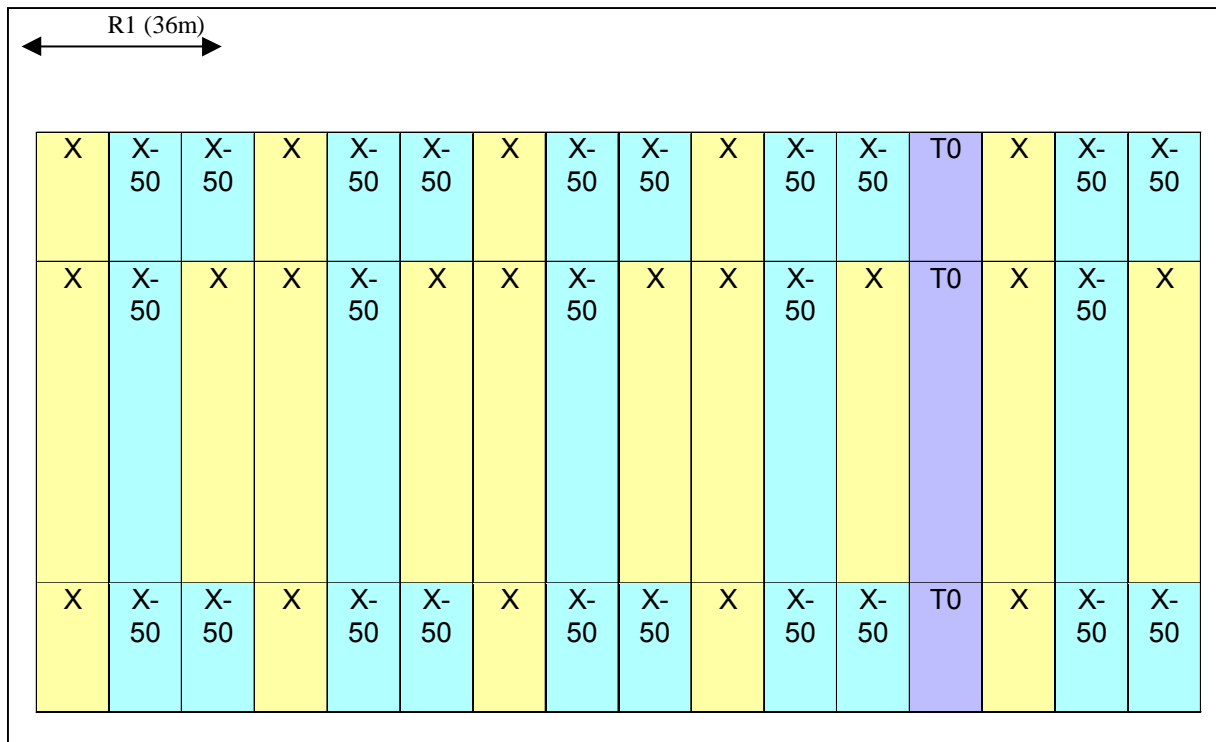 R1 (36m)
X X- X- X X- X- X X- X- X X- X- T0 X X- X-
50 50 50 50 50 50 50 50 50 50
X X- X X X- X X X- X X X- X T0 X X- X
50 50 50 50 50
X X- X- X X- X- X X- X- X X- X- T0 X X- X-
50 50 50 50 50 50 50 50 50 50